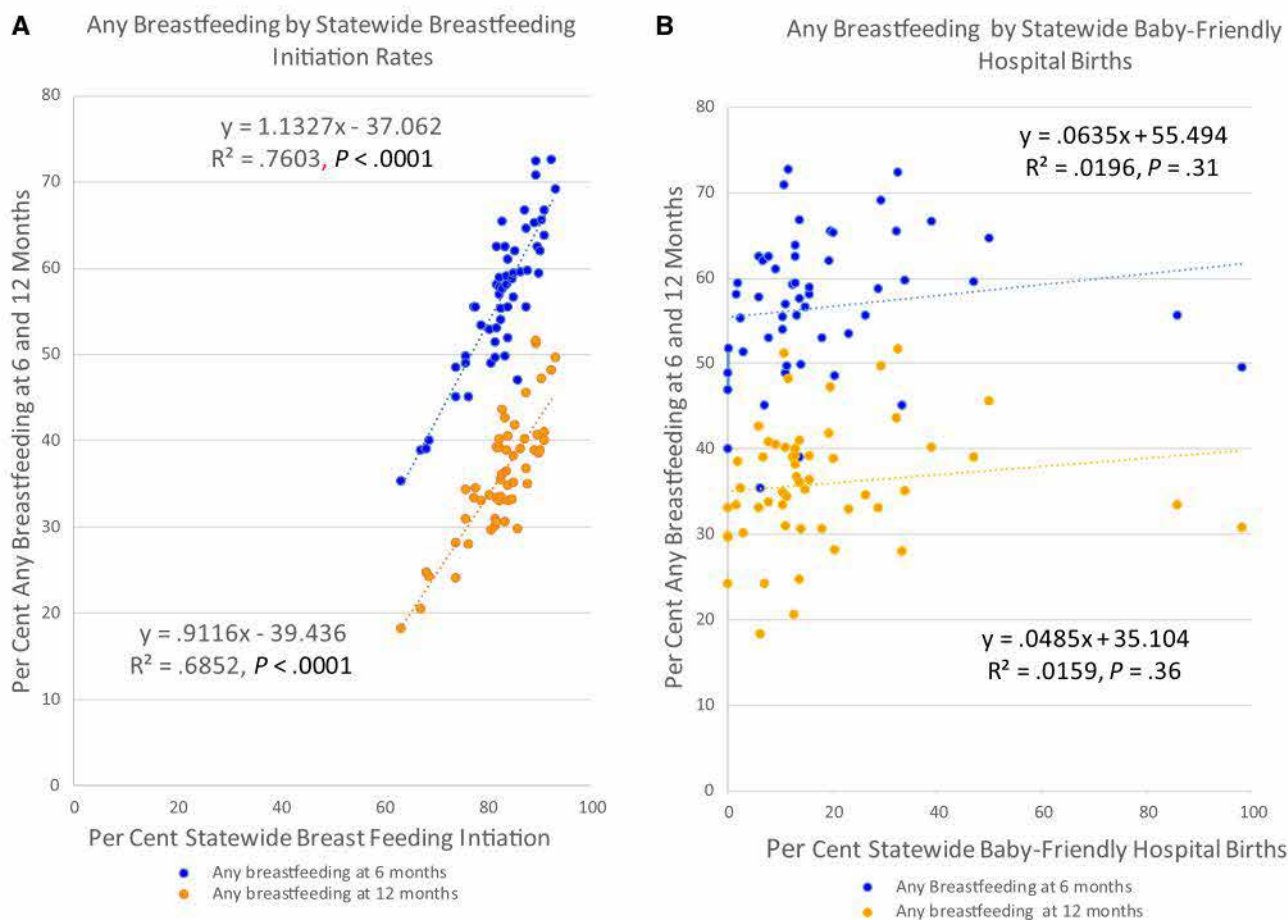 A
Any Breastfeeding by Statewide Breastfeeding
Initiation Rates
80
70
60
50
40
30
20
10
0
0
20
40
60
80
100
y = 1.1327x - 37.062
R² = .7603, P < .0001
y = .9116x - 39.436
R² = .6852, P < .0001
Per Cent Any Breastfeeding at 6 and 12 Months
Per Cent Statewide Breast Feeding Intiation
Any breastfeeding at 6 months
Any breastfeeding at 12 months
B
Any Breastfeeding by Statewide Baby-Friendly
Hospital Births
80
70
60
50
40
30
20
10
0
0
20
40
60
80
100
y = .0635x + 55.494
R² = .0196, P = .31
y = .0485x + 35.104
R² = .0159, P = .36
Per Cent Any Breastfeeding at 6 and 12 Months
Per Cent Statewide Baby-Friendly Hospital Births
Any Breastfeeding at 6 months
Any breastfeeding at 12 months